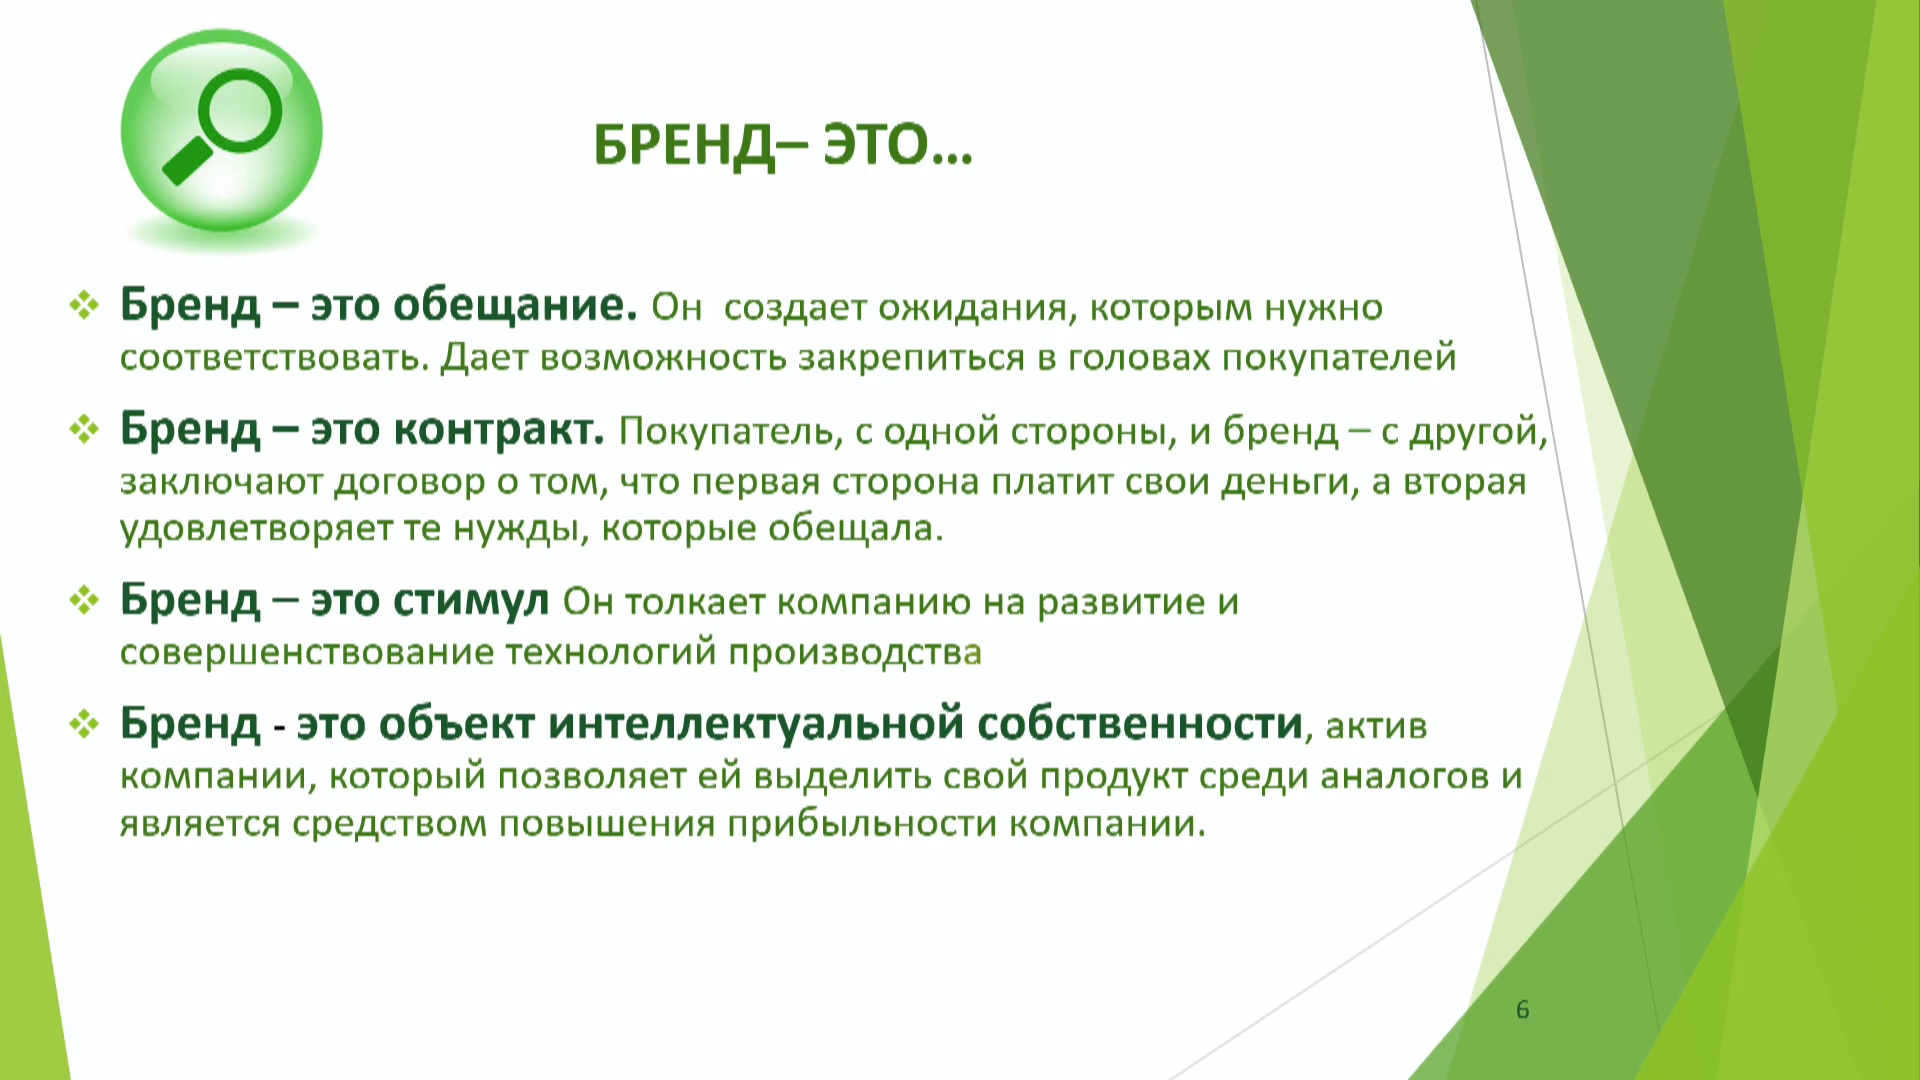 БРЕНД– ЭТО...
Бренд – это обещание. Он создает ожидания, которым нужно
соответствовать. Дает возможность закрепиться в головах покупателей
Бренд – это контракт. Покупатель, с одной стороны, и бренд – с другой,
заключают договор о том, что первая сторона платит свои деньги, а вторая
удовлетворяет те нужды, которые обещала.
Бренд – это стимул Он толкает компанию на развитие и
совершенствование технологий производства
Бренд - это объект интеллектуальной собственности, актив
компании, который позволяет ей выделить свой продукт среди аналогов и
является средством повышения прибыльности компании.
6